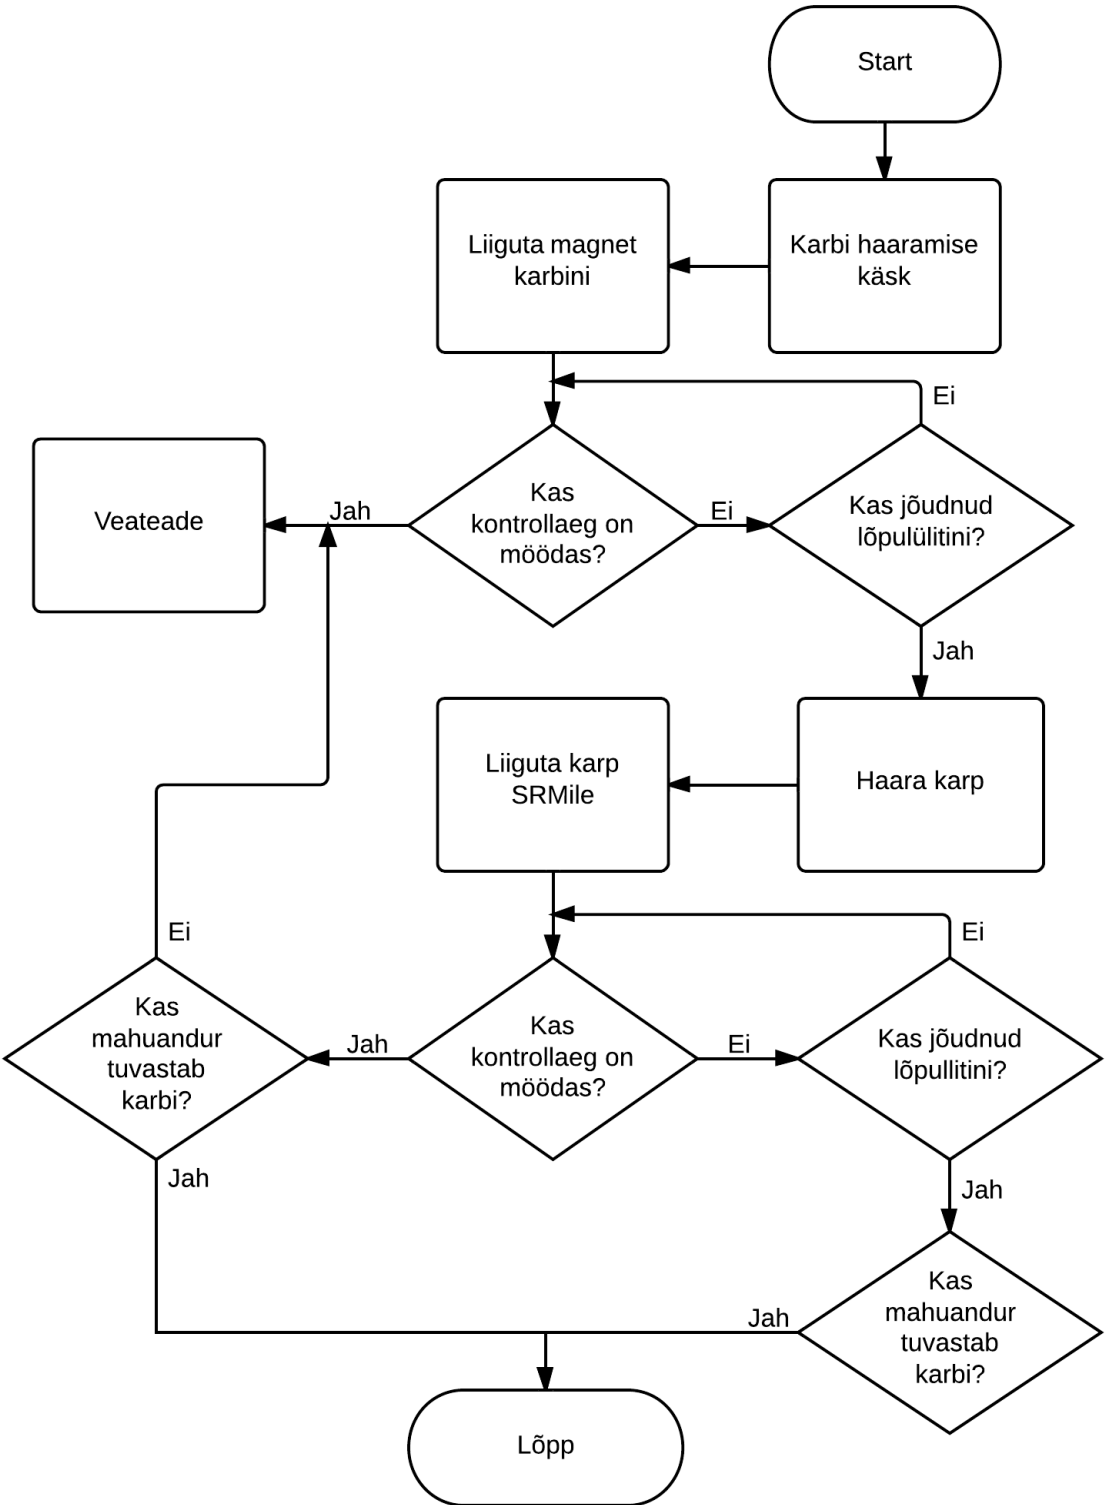 Start
Liiguta magnet
karbini
Karbi haaramise
käsk
Ei
Veateade
Jah
Kas
kontrollaeg on
möödas?
Ei
Kas jõudnud
lõpulülitini?
Jah
Liiguta karp
SRMile
Haara karp
Ei
Ei
Kas
mahuandur
tuvastab
karbi?
Jah
Kas
kontrollaeg on
möödas?
Ei
Kas jõudnud
lõpullitini?
Jah
Jah
Jah
Kas
mahuandur
tuvastab
karbi?
Lõpp